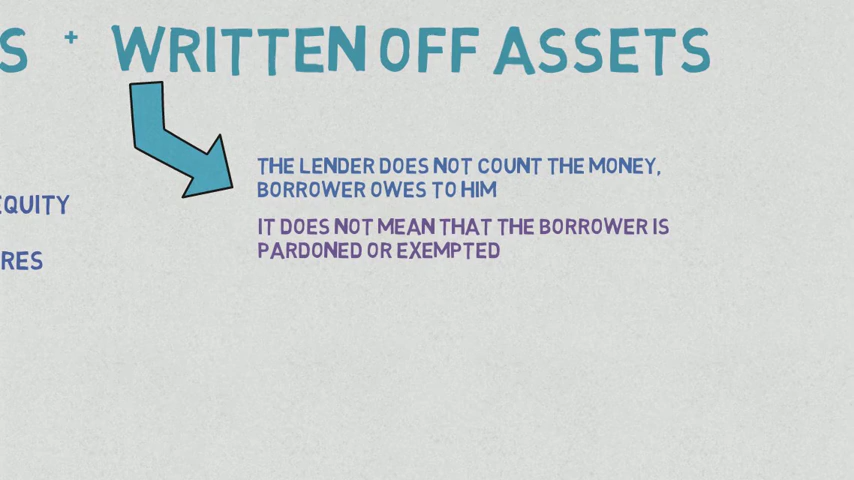 S + WRITTEN OFF ASSETS
THE LENDER DOES NOT COUNT THE MONEY,
BORROWER OWES TO HIM
EQUITY
IT DOES NOT MEAN THAT THE BORROWER IS
PARDONED OR EXEMPTED
RES